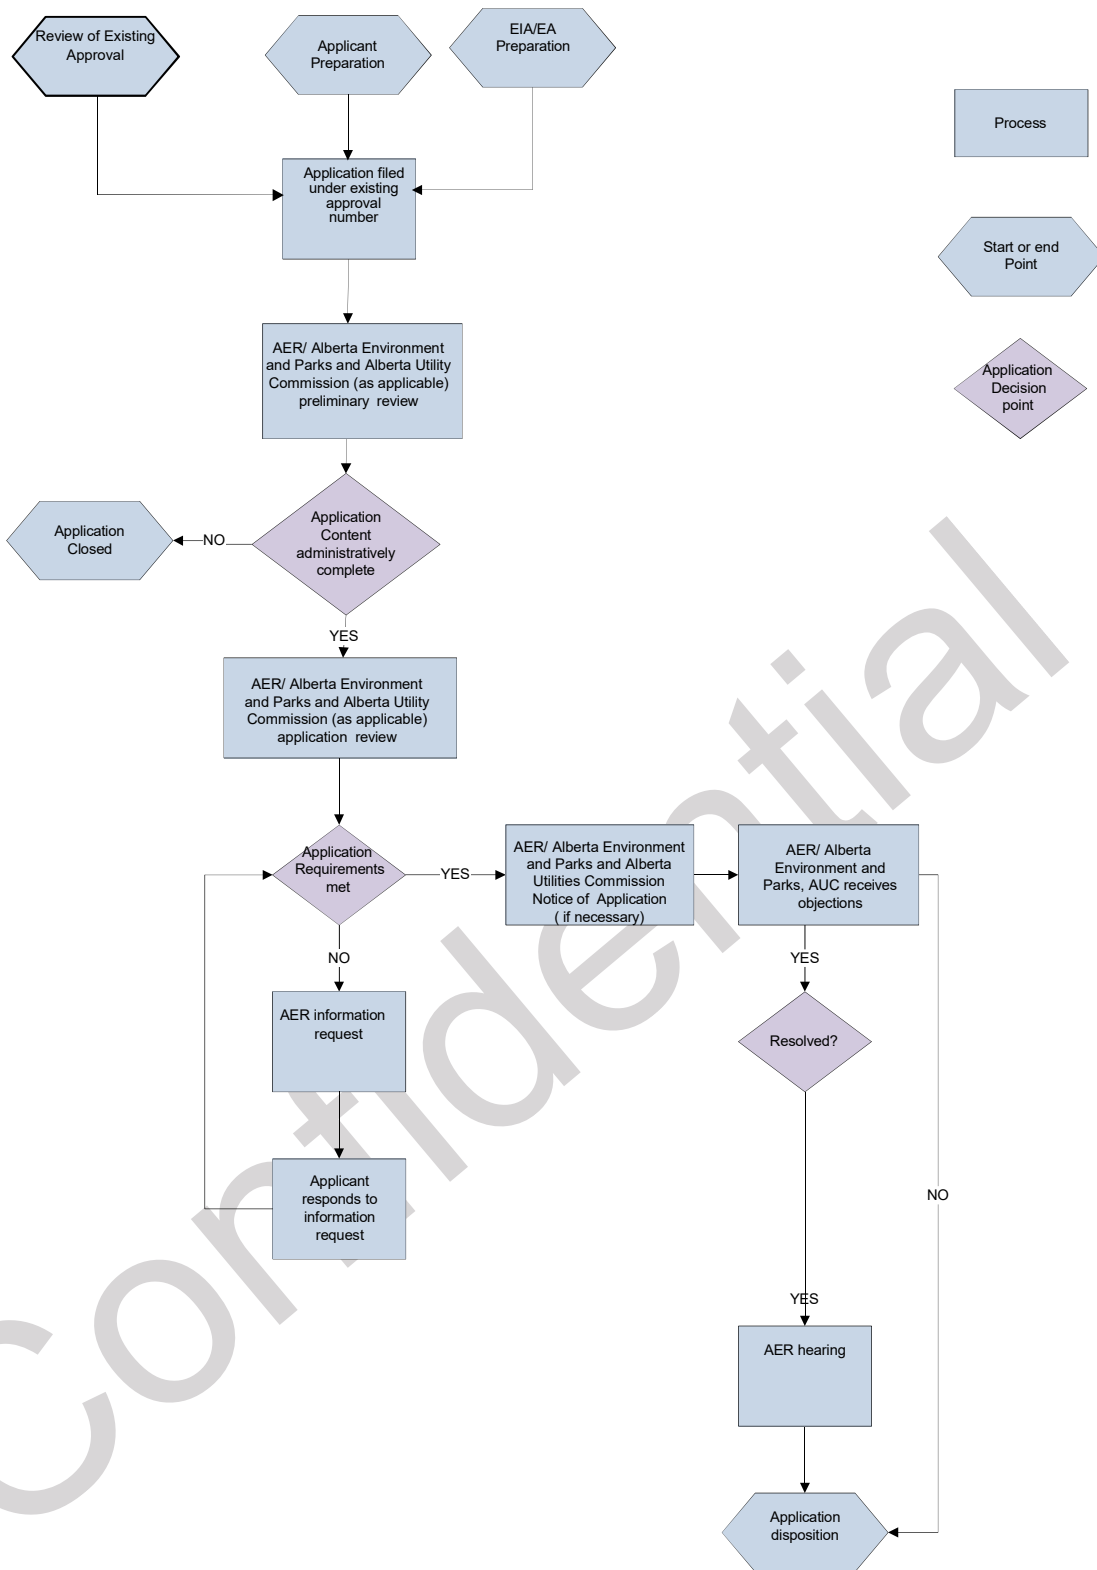 Review of Existing
Approval
Applicant
Preparation
EIA/EA
Preparation
Process
Application filed
under existing
approval
number
Start or end
Point
AER/ Alberta Environment
and Parks and Alberta Utility
Commission (as applicable)
preliminary review
Application
Decision
point
Application
Content
administratively
complete
NO
Application
Closed
YES
AER/ Alberta Environment
and Parks and Alberta Utility
Commission (as applicable)
application review
Application
Requirements
met
YES
AER/ Alberta Environment
and Parks and Alberta
Utilities Commission
Notice of Application
( if necessary)
AER/ Alberta
Environment and
Parks, AUC receives
objections
NO
YES
AER information
request
Resolved?
Applicant
responds to
information
request
NO
YES
AER hearing
Application
disposition
Confidential